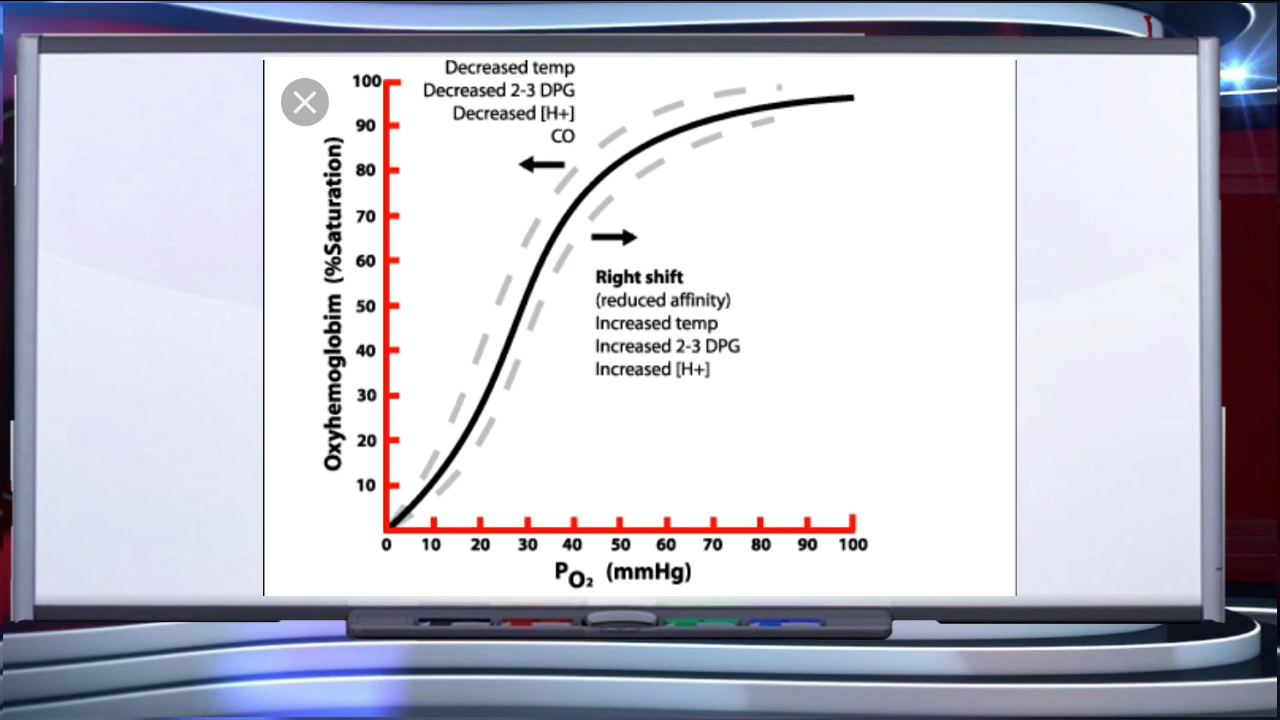 Decreased temp
Decreased 2-3 DPG
Decreased [H+]
CO
Right shift
(reduced affinity)
Increased temp
Increased 2-3 DPG
Increased [H+]
Oxyhemoglobim (%Saturation)
100
90
80
70
60
50
40
30
20
10
0 10 20 30 40 50 60 70 80 90 100
PO₂ (mmHg)